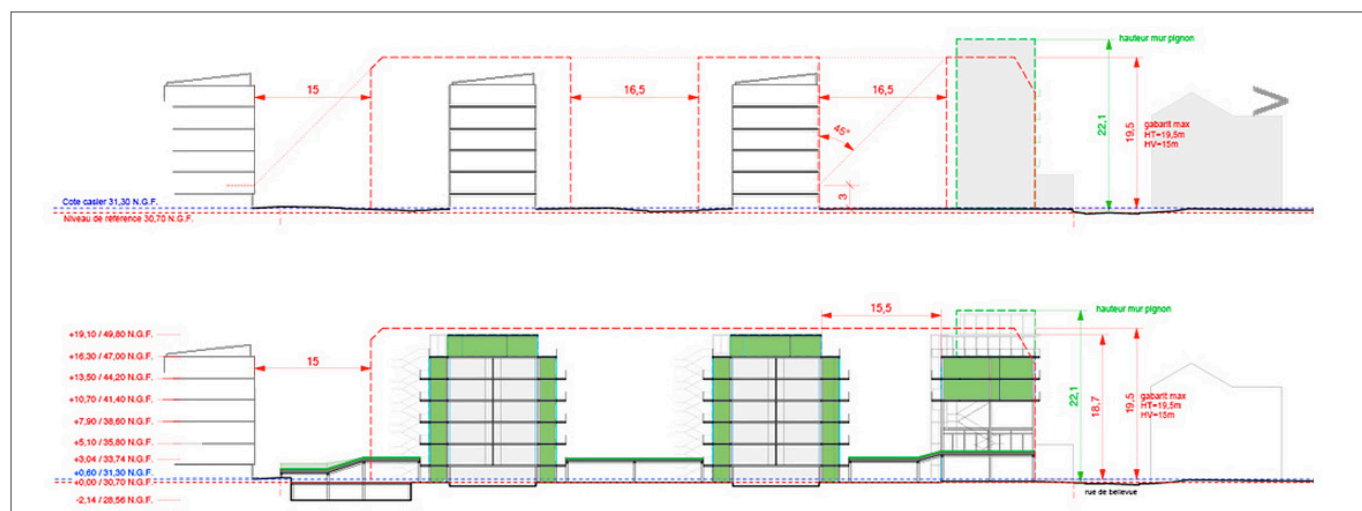 hauteur mur pignon
15
16,5
16,5
45°
22,1
19,5
gabarit max
HT=19,5m
HV=15m
3
Cote casier 31,30 N.G.F.
Niveau de référence 30,70 N.G.F.
15,5
hauteur mur pignon
+19,10 / 49,80 N.G.F.
+16,30 / 47,00 N.G.F.
15
+13,50 / 44,20 N.G.F.
+10,70 / 41,40 N.G.F.
22,1
18,7
19,5
gabarit max
HT=19,5m
HV=15m
+7,90 / 38,60 N.G.F.
+5,10 / 35,80 N.G.F.
+3,04 / 33,74 N.G.F.
+0,60 / 31,30 N.G.F.
+0,00 / 30,70 N.G.F.
-2,14 / 28,56 N.G.F.
rue de bellevue